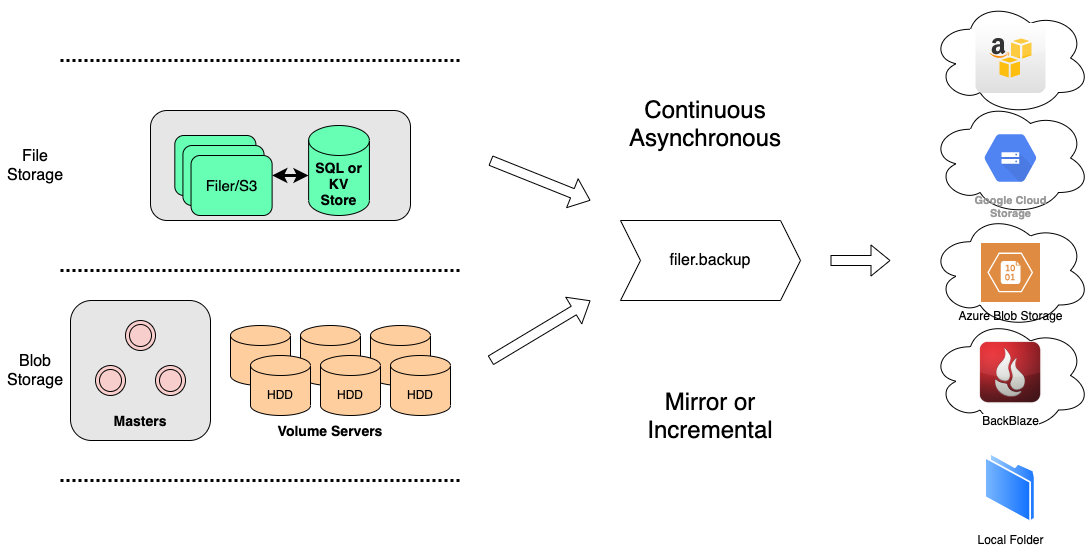 Continuous
Asynchronous
File
Storage
Filer/S3
SQL or
KV
Store
a
Google Cloud
Storage
filer.backup
10
01
Azure Blob Storage
Blob
Storage
HDD
HDD
HDD
Masters
Volume Servers
Mirror or
Incremental
BackBlaze
Local Folder